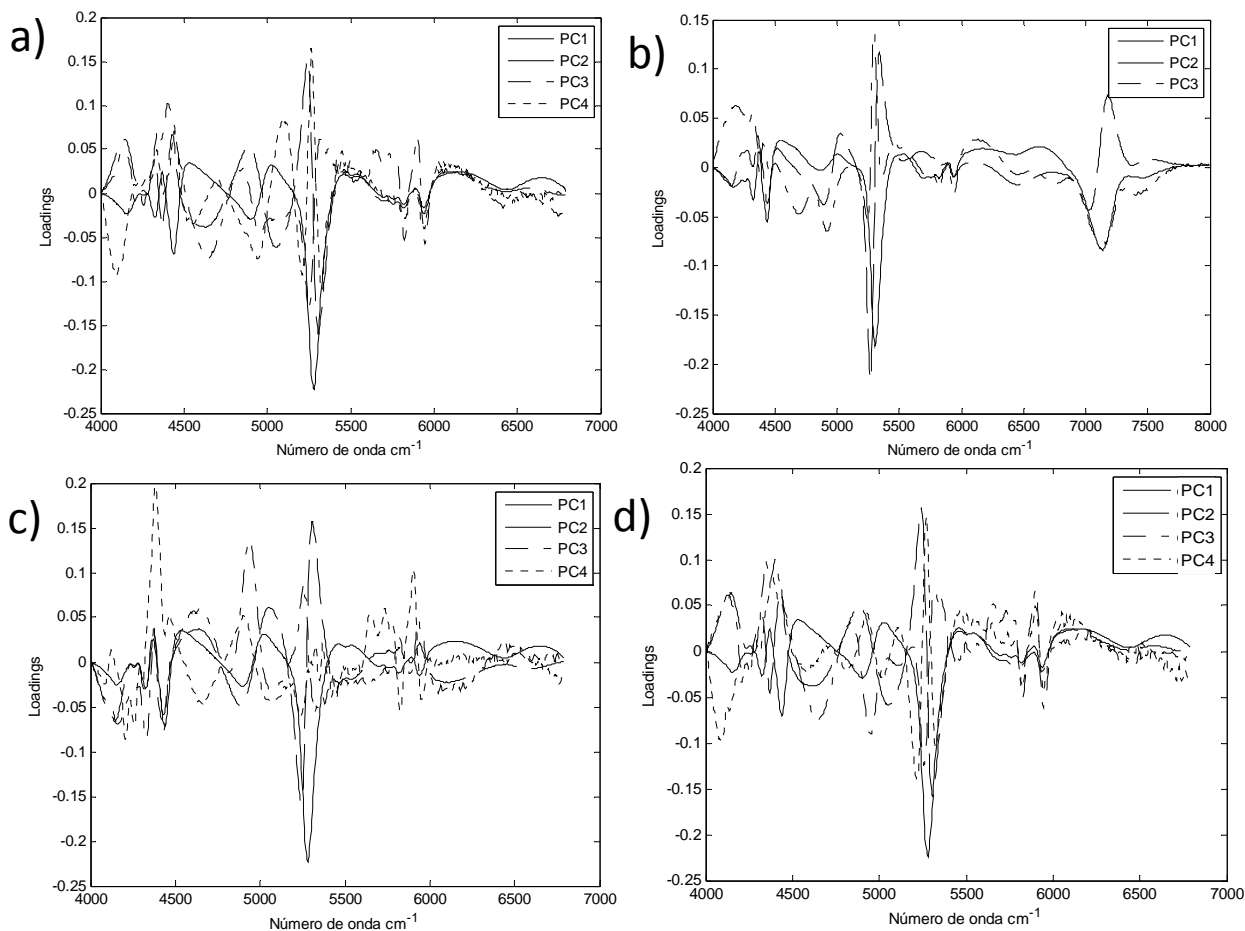 a)
0.2
0.15
0.1
0.05
0
-0.05
-0.1
-0.15
-0.2
-0.25
4000 4500 5000 5500 6000 6500 7000
Loadings
Número de onda cm-1
PC1
PC2
PC3
PC4
b)
0.15
0.1
0.05
0
-0.05
-0.1
-0.15
-0.2
-0.25
4000 4500 5000 5500 6000 6500 7000 7500 8000
Loadings
Número de onda cm-1
PC1
PC2
PC3
c)
0.2
0.15
0.1
0.05
0
-0.05
-0.1
-0.15
-0.2
-0.25
4000 4500 5000 5500 6000 6500 7000
Loadings
Número de onda cm-1
PC1
PC2
PC3
PC4
d)
0.2
0.15
0.1
0.05
0
-0.05
-0.1
-0.15
-0.2
-0.25
4000 4500 5000 5500 6000 6500 7000
Loadings
Número de onda cm-1
PC1
PC2
PC3
PC4